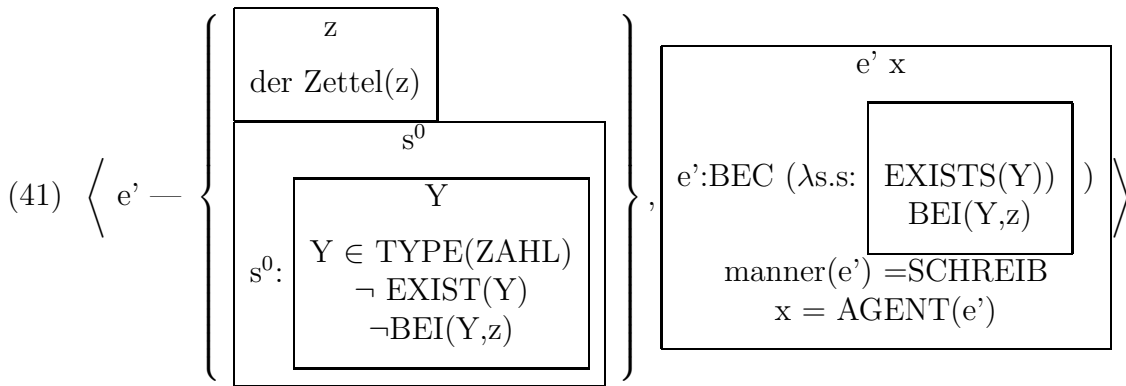 z
der Zettel(z)
e' x
s⁰
(41) ⟨ e' — { s⁰: } , e':BEC (λs.s: EXISTS(Y)) ) ⟩
Y
Y ∈ TYPE(ZAHL)
¬ EXIST(Y)
¬BEI(Y,z)
BEI(Y,z)
manner(e') =SCHREIB
x = AGENT(e')